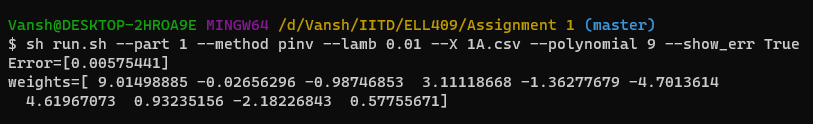 Vansh@DESKTOP-2HROA9E MINGW64 /d/Vansh/IITD/ELL409/Assignment 1 (master)
$ sh run.sh --part 1 --method pinv --lamb 0.01 --X 1A.csv --polynomial 9 --show_err True
Error=[0.00575441]
weights=[ 9.01498885 -0.02656296 -0.98746853  3.11118668 -1.36277679 -4.7013614
  4.61967073  0.93235156 -2.18226843  0.57755671]